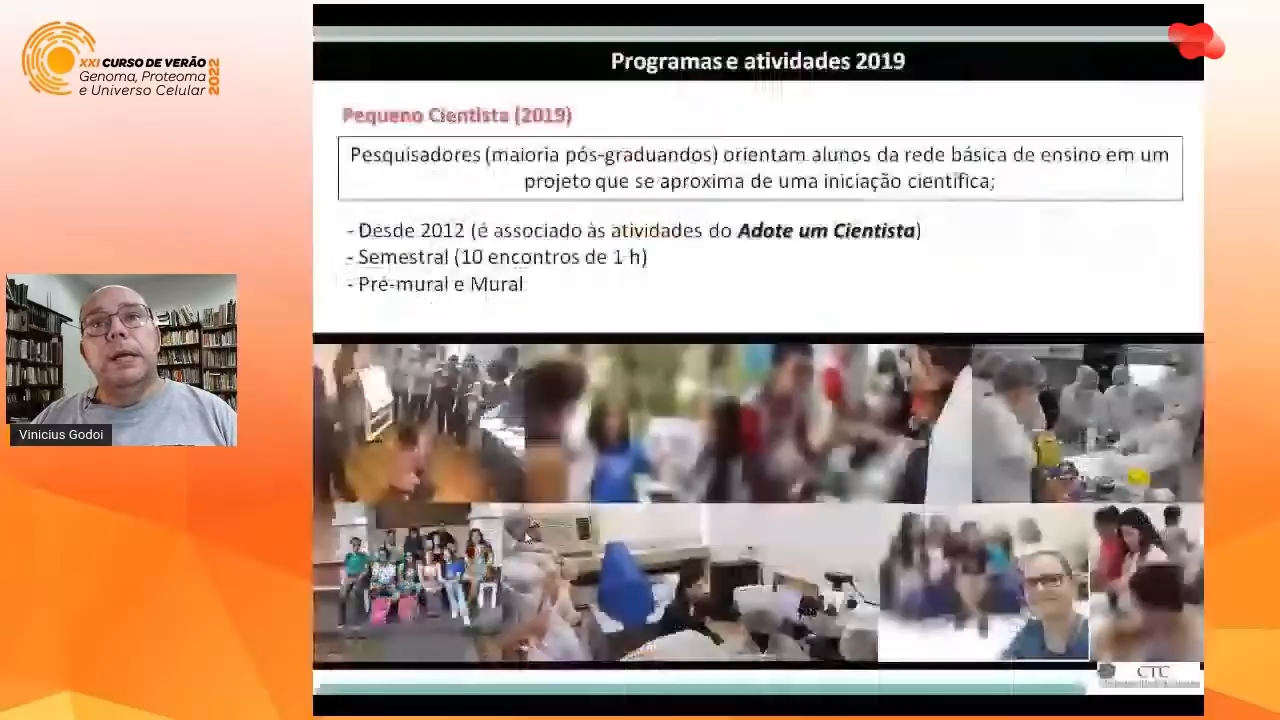 XXI CURSO DE VERÃO
Genoma, Proteoma
e Universo Celular
2022
Programas e atividades 2019
Pequeno Cientista (2019)
Pesquisadores (maioria pós-graduandos) orientam alunos da rede básica de ensino em um
projeto que se aproxima de uma iniciação científica;
- Desde 2012 (é associado às atividades do Adote um Cientista)
- Semestral (10 encontros de 1 h)
- Pré-mural e Mural
Vinicius Godoi
CTC